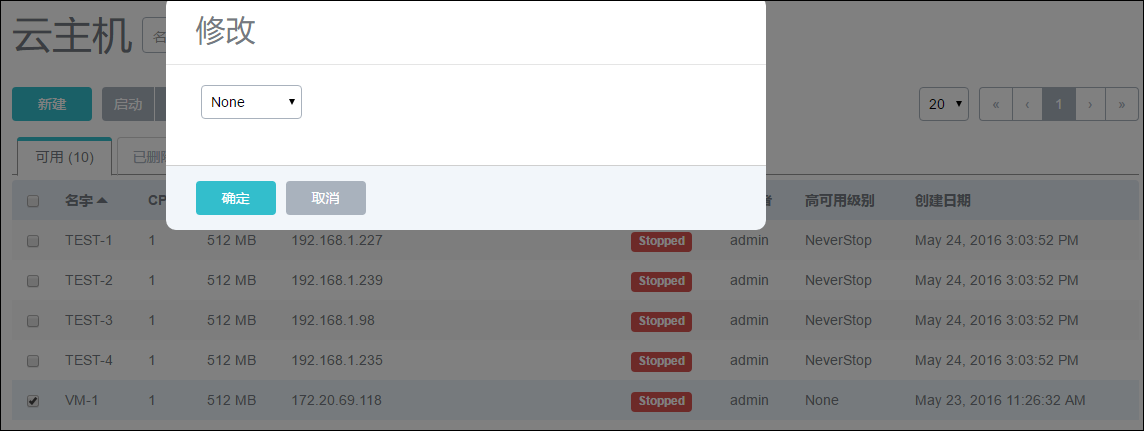 云主机 名
修改
None
新建 启动
20 « ‹ 1 › »
可用 (10) 已删除
确定 取消
名字 CP 者 高可用级别 创建日期
TEST-1 1 512 MB 192.168.1.227 Stopped admin NeverStop May 24, 2016 3:03:52 PM
TEST-2 1 512 MB 192.168.1.239 Stopped admin NeverStop May 24, 2016 3:03:52 PM
TEST-3 1 512 MB 192.168.1.98 Stopped admin NeverStop May 24, 2016 3:03:52 PM
TEST-4 1 512 MB 192.168.1.235 Stopped admin NeverStop May 24, 2016 3:03:52 PM
VM-1 1 512 MB 172.20.69.118 Stopped admin None May 23, 2016 11:26:32 AM